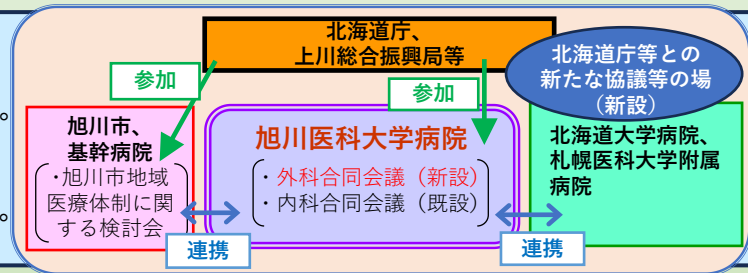 北海道庁、
上川総合振興局等
北海道庁等との
新たな協議等の場
（新設）
参加
参加
。
旭川市、
基幹病院
・旭川市地域
医療体制に関
する検討会
旭川医科大学病院
・外科合同会議（新設）
・内科合同会議（既設）
北海道大学病院、
札幌医科大学附属
病院
。
連携
連携